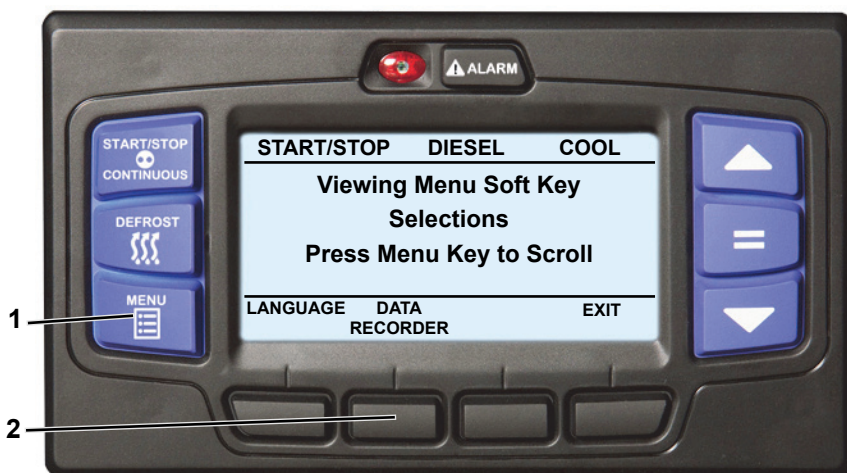 ALARM
START/STOP
CONTINUOUS
DEFROST
MENU
START/STOP DIESEL COOL
Viewing Menu Soft Key
Selections
Press Menu Key to Scroll
LANGUAGE DATA EXIT
RECORDER
=
1
2